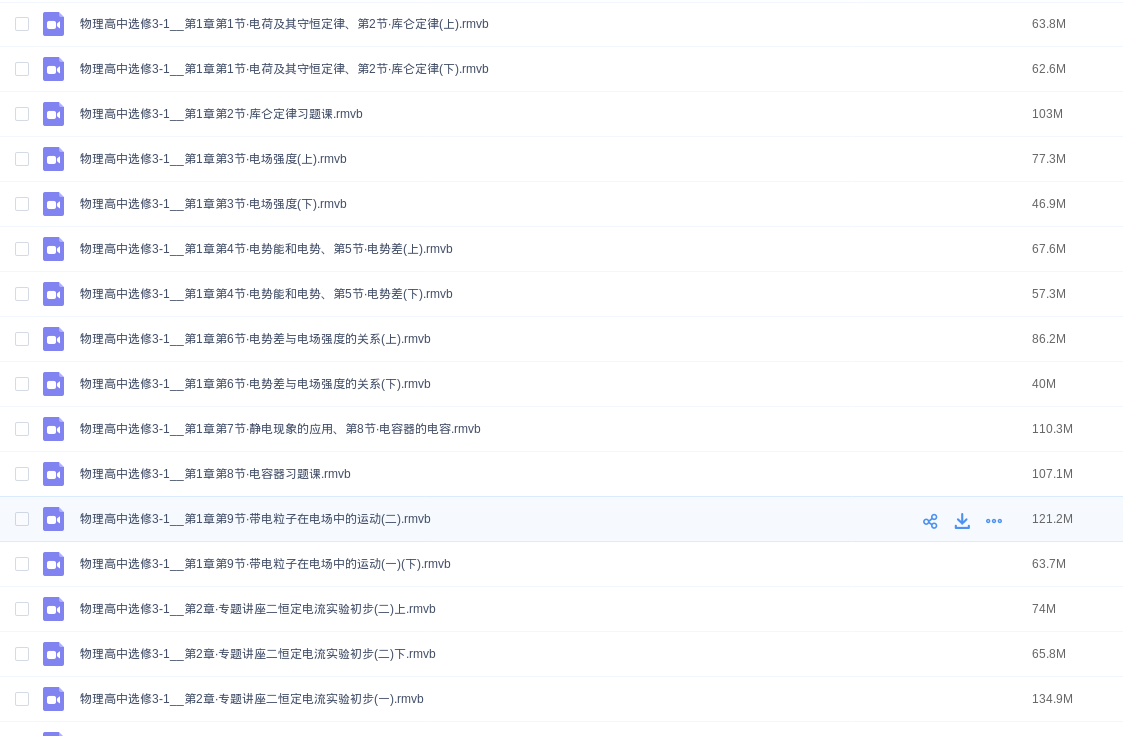 物理高中选修3-1__第1章第1节·电荷及其守恒定律、第2节·库仑定律(上).rmvb 63.8M
物理高中选修3-1__第1章第1节·电荷及其守恒定律、第2节·库仑定律(下).rmvb 62.6M
物理高中选修3-1__第1章第2节·库仑定律习题课.rmvb 103M
物理高中选修3-1__第1章第3节·电场强度(上).rmvb 77.3M
物理高中选修3-1__第1章第3节·电场强度(下).rmvb 46.9M
物理高中选修3-1__第1章第4节·电势能和电势、第5节·电势差(上).rmvb 67.6M
物理高中选修3-1__第1章第4节·电势能和电势、第5节·电势差(下).rmvb 57.3M
物理高中选修3-1__第1章第6节·电势差与电场强度的关系(上).rmvb 86.2M
物理高中选修3-1__第1章第6节·电势差与电场强度的关系(下).rmvb 40M
物理高中选修3-1__第1章第7节·静电现象的应用、第8节·电容器的电容.rmvb 110.3M
物理高中选修3-1__第1章第8节·电容器习题课.rmvb 107.1M
物理高中选修3-1__第1章第9节·带电粒子在电场中的运动(二).rmvb 121.2M
物理高中选修3-1__第1章第9节·带电粒子在电场中的运动(一)(下).rmvb 63.7M
物理高中选修3-1__第2章·专题讲座二恒定电流实验初步(二)上.rmvb 74M
物理高中选修3-1__第2章·专题讲座二恒定电流实验初步(二)下.rmvb 65.8M
物理高中选修3-1__第2章·专题讲座二恒定电流实验初步(一).rmvb 134.9M